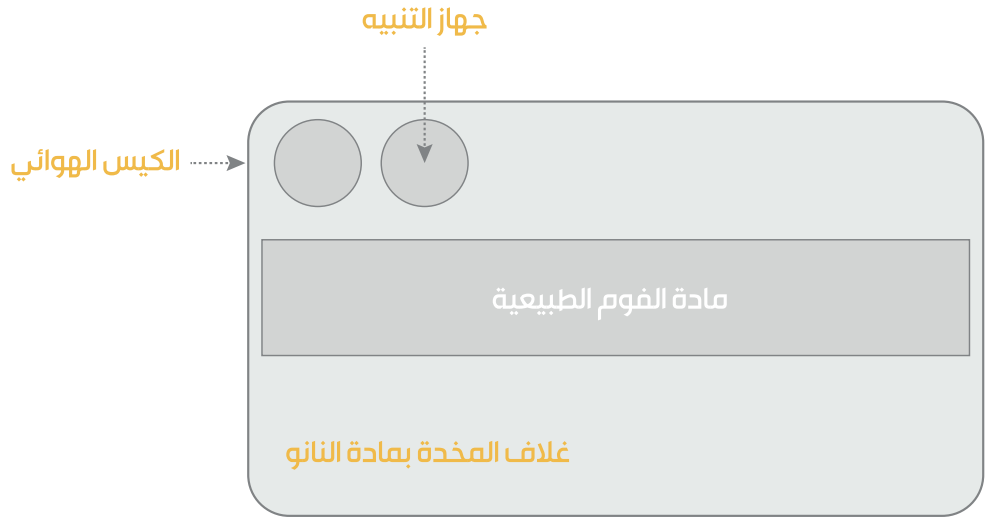 جهاز التنبيه
الكيس الهوائي
مادة الفوم الطبيعية
غلاف المخدة بمادة النانو